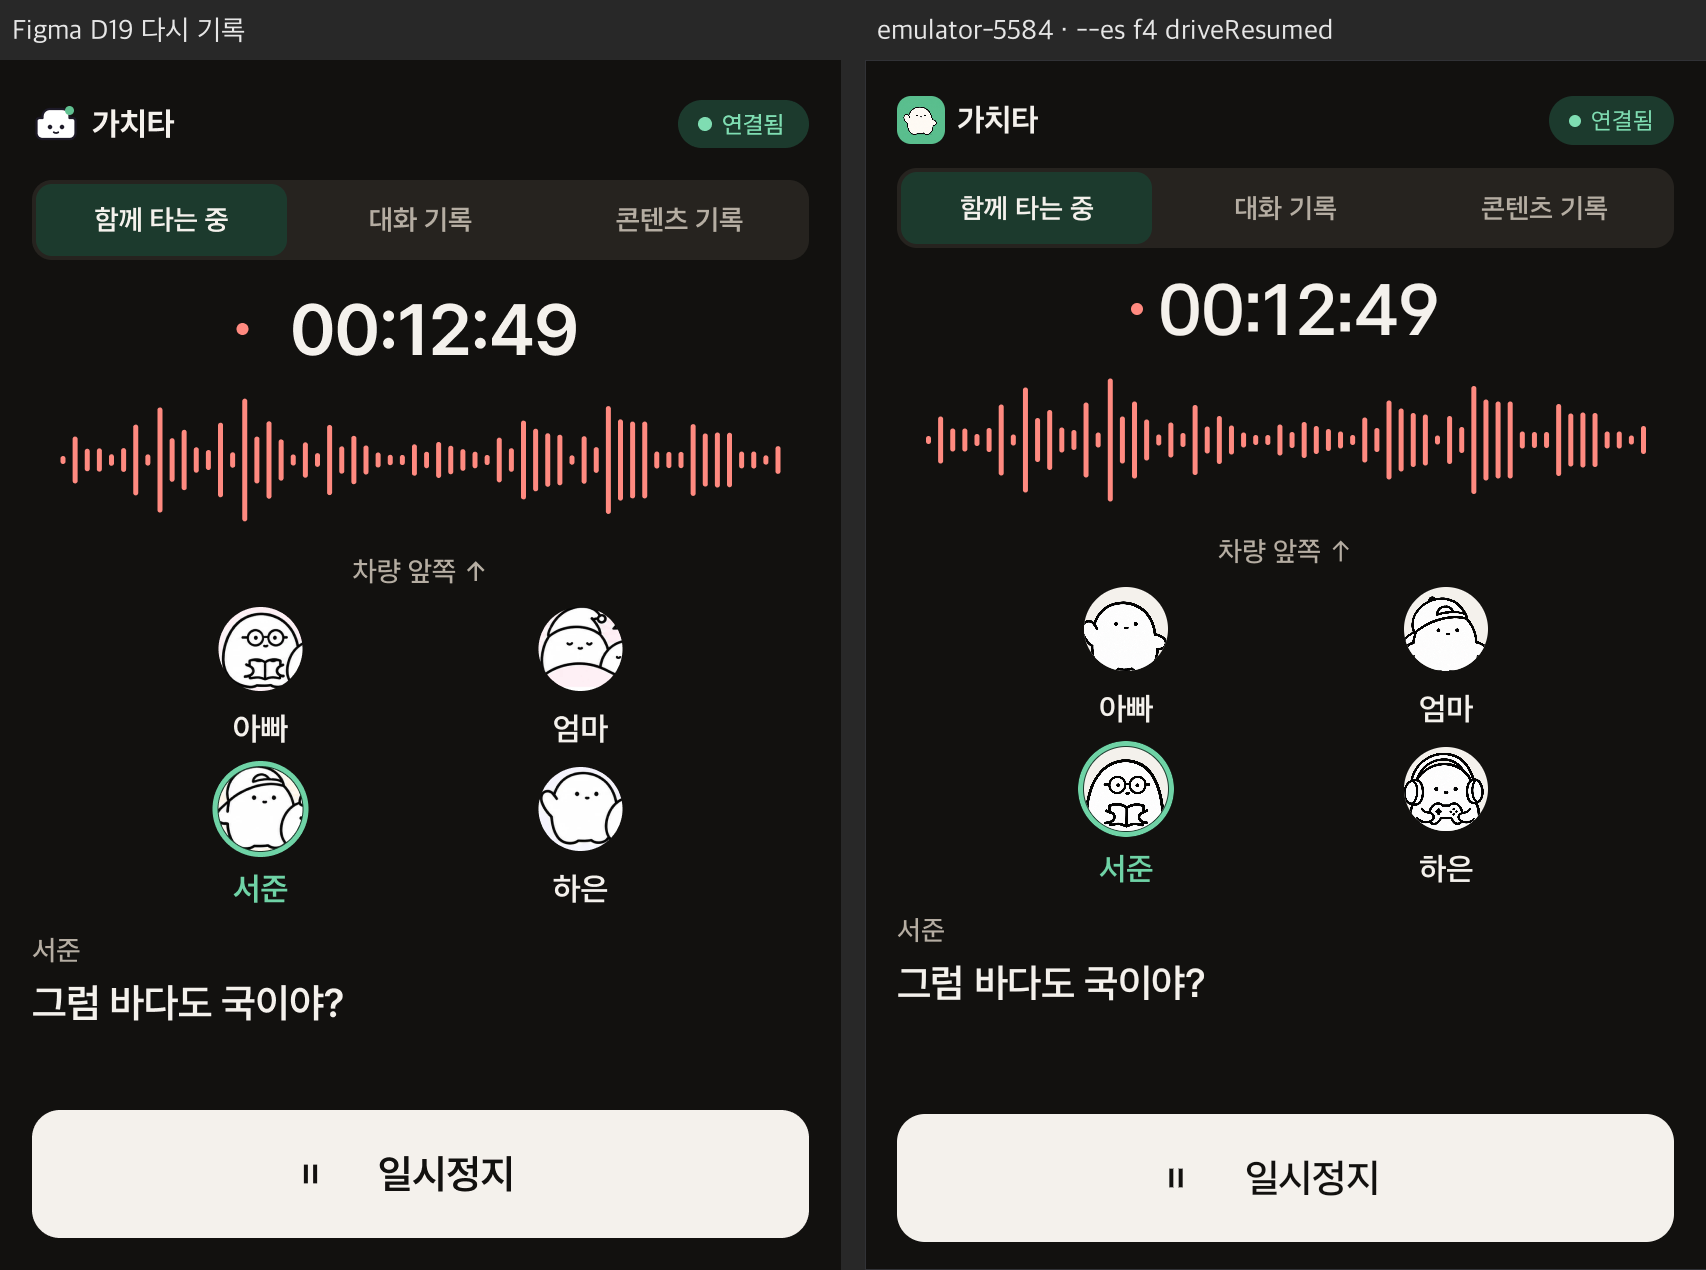 Figma D19 다시 기록
가치타
연결됨
함께 타는 중 대화 기록 콘텐츠 기록
00:12:49
차량 앞쪽 ↑
아빠 엄마
서준 하은
서준
그럼 바다도 국이야?
일시정지
emulator-5584 · --es f4 driveResumed
가치타
연결됨
함께 타는 중 대화 기록 콘텐츠 기록
00:12:49
차량 앞쪽 ↑
아빠 엄마
서준 하은
서준
그럼 바다도 국이야?
일시정지